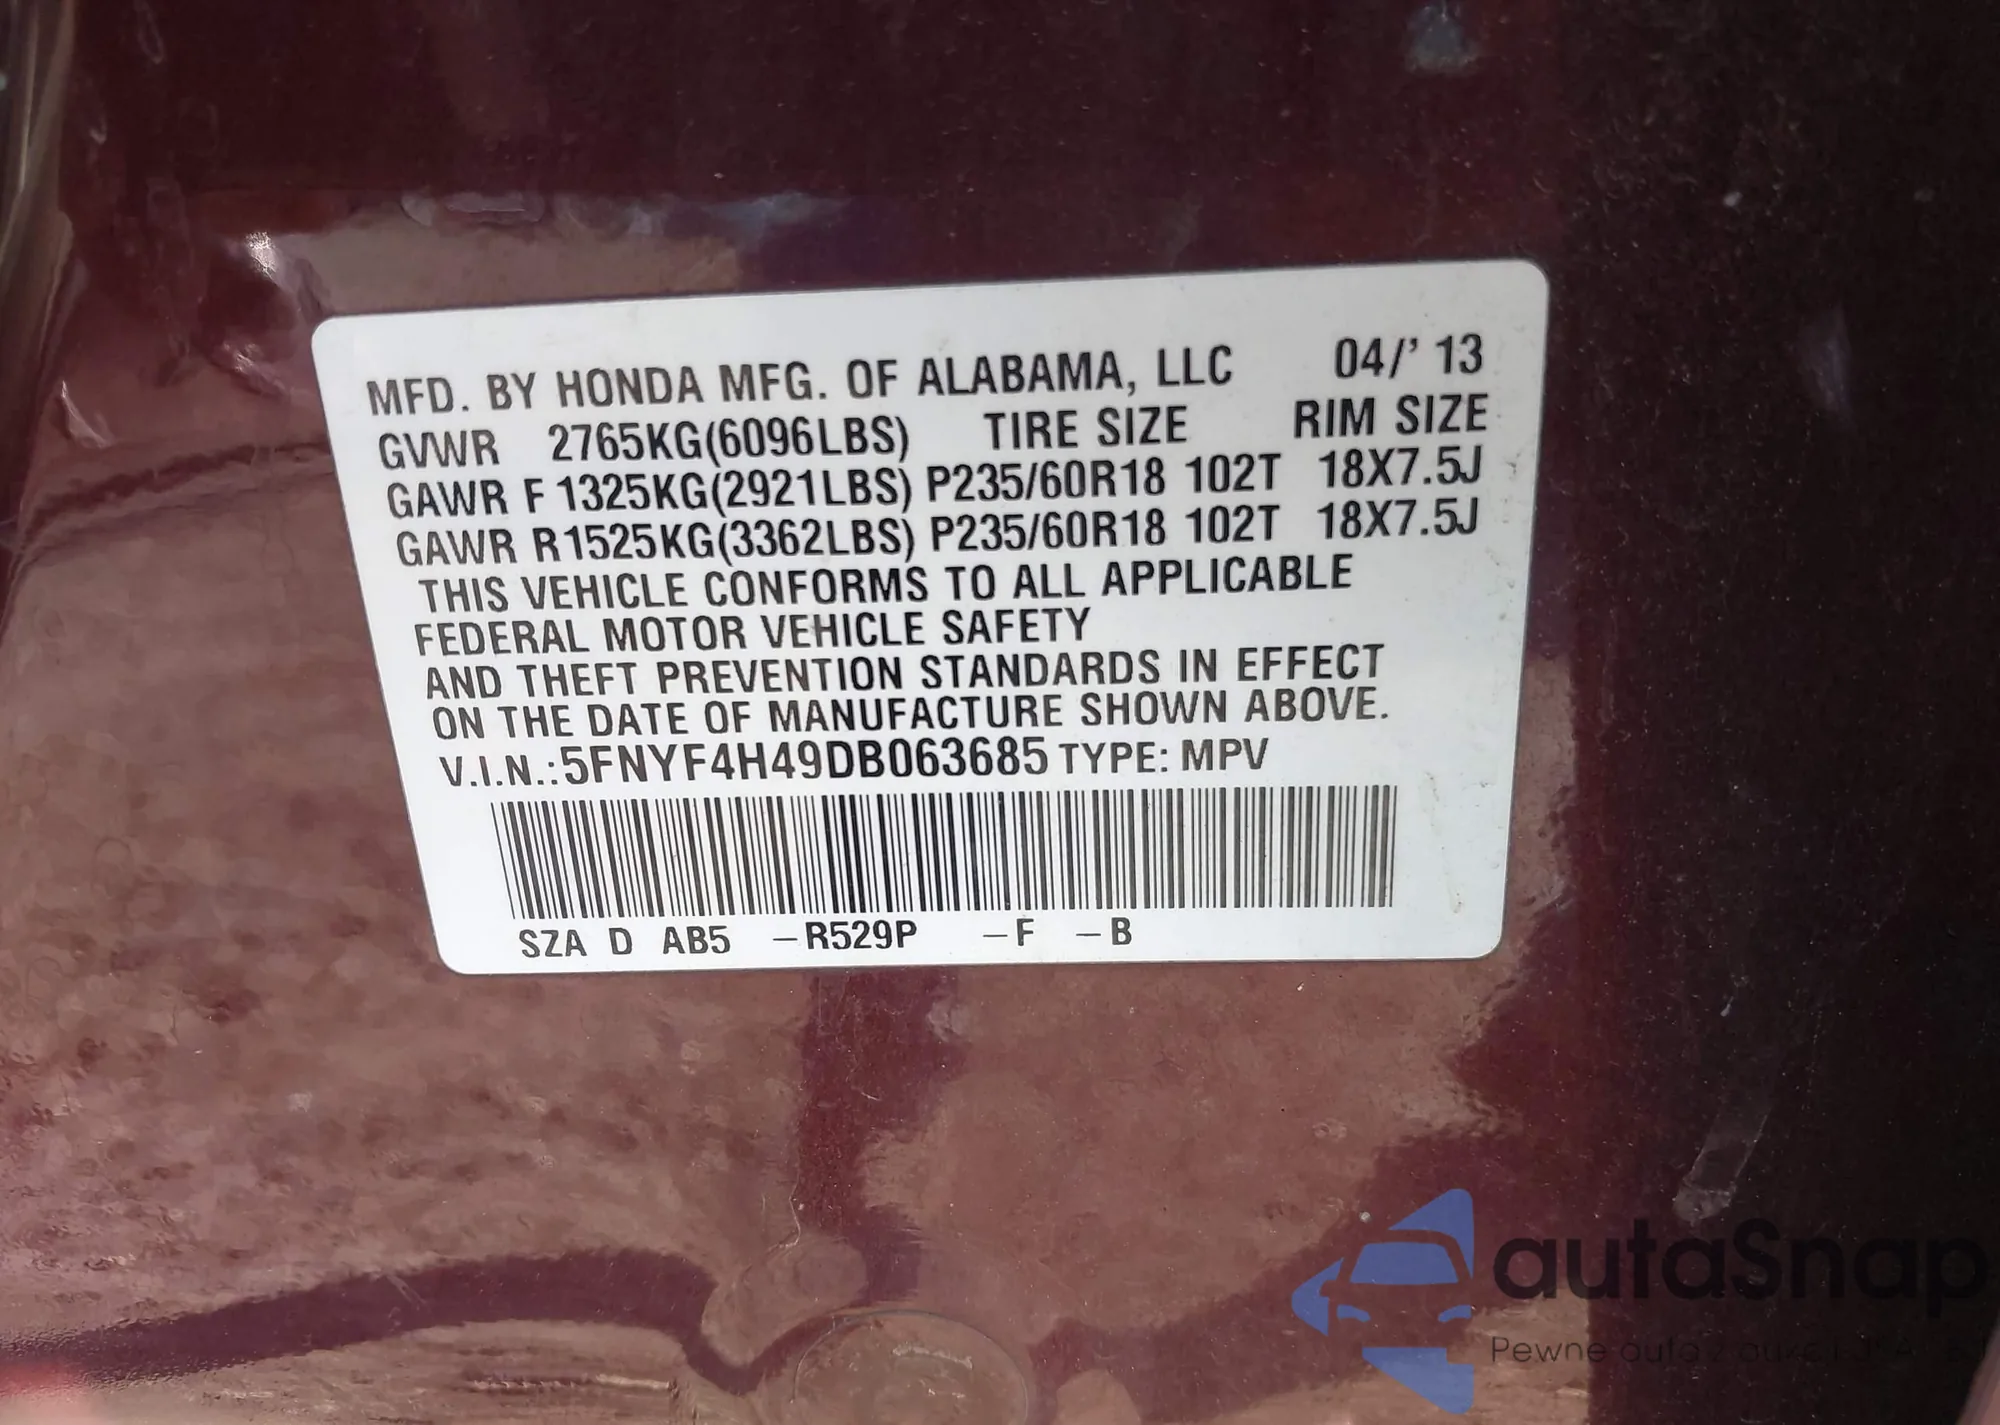 MFD. BY HONDA MFG. OF ALABAMA, LLC 04/' 13
GVWR 2765KG(6096LBS) TIRE SIZE RIM SIZE
GAWR F 1325KG(2921LBS) P235/60R18 102T 18X7.5J
GAWR R1525KG(3362LBS) P235/60R18 102T 18X7.5J
THIS VEHICLE CONFORMS TO ALL APPLICABLE
FEDERAL MOTOR VEHICLE SAFETY
AND THEFT PREVENTION STANDARDS IN EFFECT
ON THE DATE OF MANUFACTURE SHOWN ABOVE.
V.I.N.:5FNYF4H49DB063685 TYPE: MPV
SZA D AB5 –R529P –F –B
autaSnap
Pewne auta z